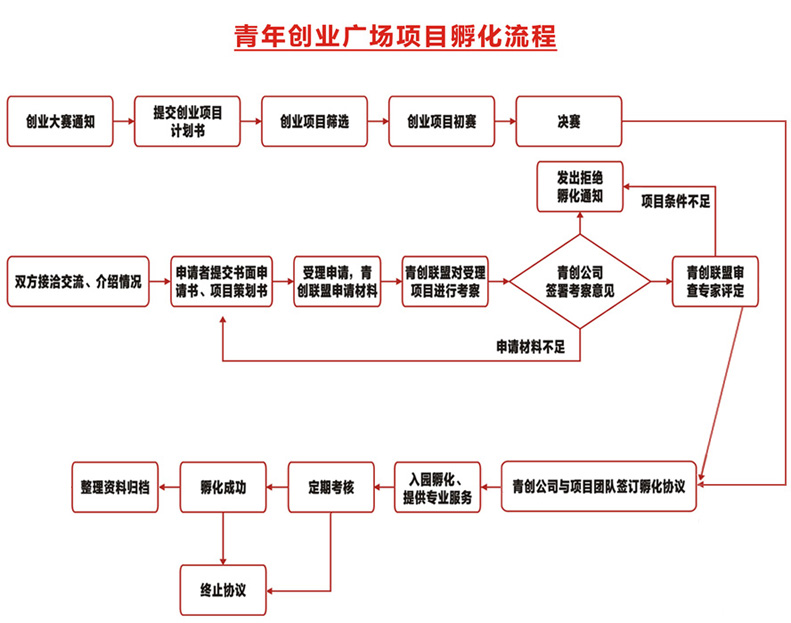 青年创业广场项目孵化流程
创业大赛通知
提交创业项目
计划书
创业项目筛选
创业项目初赛
决赛
发出拒绝
孵化通知
项目条件不足
双方接洽交流、介绍情况
申请者提交书面申
请书、项目策划书
受理申请，青
创联盟申请材料
青创联盟对受理
项目进行考察
青创公司
签署考察意见
青创联盟审
查专家评定
申请材料不足
整理资料归档
孵化成功
定期考核
入园孵化、
提供专业服务
青创公司与项目团队签订孵化协议
终止协议